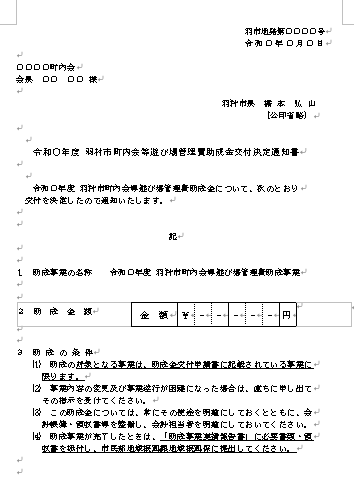 羽市地発第〇〇〇〇号
令和〇年〇月〇日
〇〇〇〇町内会
会長 〇〇 〇〇 様
羽村市長 橋 本 弘 山
(公印省略)
令和〇年度 羽村市町内会等遊び場管理費助成金交付決定通知書
令和〇年度 羽村市町内会等遊び場管理費助成金について、次のとおり
交付を決定したので通知いたします。
記
1 助成事業の名称 令和〇年度 羽村市町内会等遊び場管理費助成事業
2 助 成 金 額 金 額 ¥ - - - - - 円
3 助 成 の 条 件
(1) 助成の対象となる事業は、助成金交付申請書に記載されている事業に
限ります。
(2) 事業内容の変更及び事業遂行が困難になった場合は、直ちに申し出て
その指示を受けてください。
(3) この助成金については、常にその使途を明確にしておくとともに、会
計帳簿・領収書等を整備し、会計担当者を明確にしておいてください。
(4) 助成事業が完了したときは、「助成事業実績報告書」に必要書類・領
収書を添付し、市民部地域振興課地域振興係に提出してください。